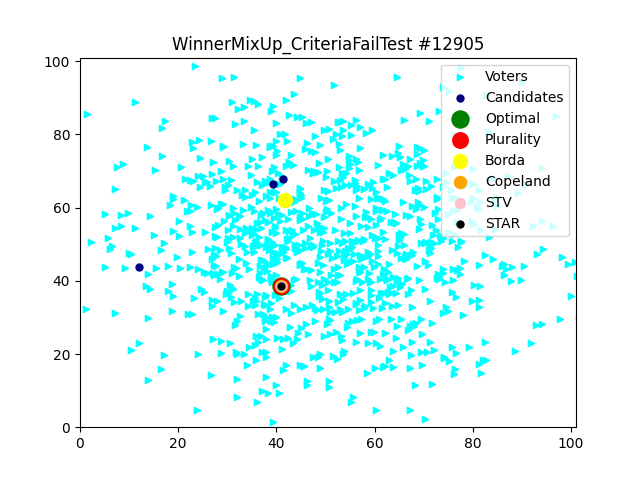 WinnerMixUp_CriteriaFailTest #12905
Voters
Candidates
Optimal
Plurality
Borda
Copeland
STV
STAR
100
80
60
40
20
0
0 20 40 60 80 100